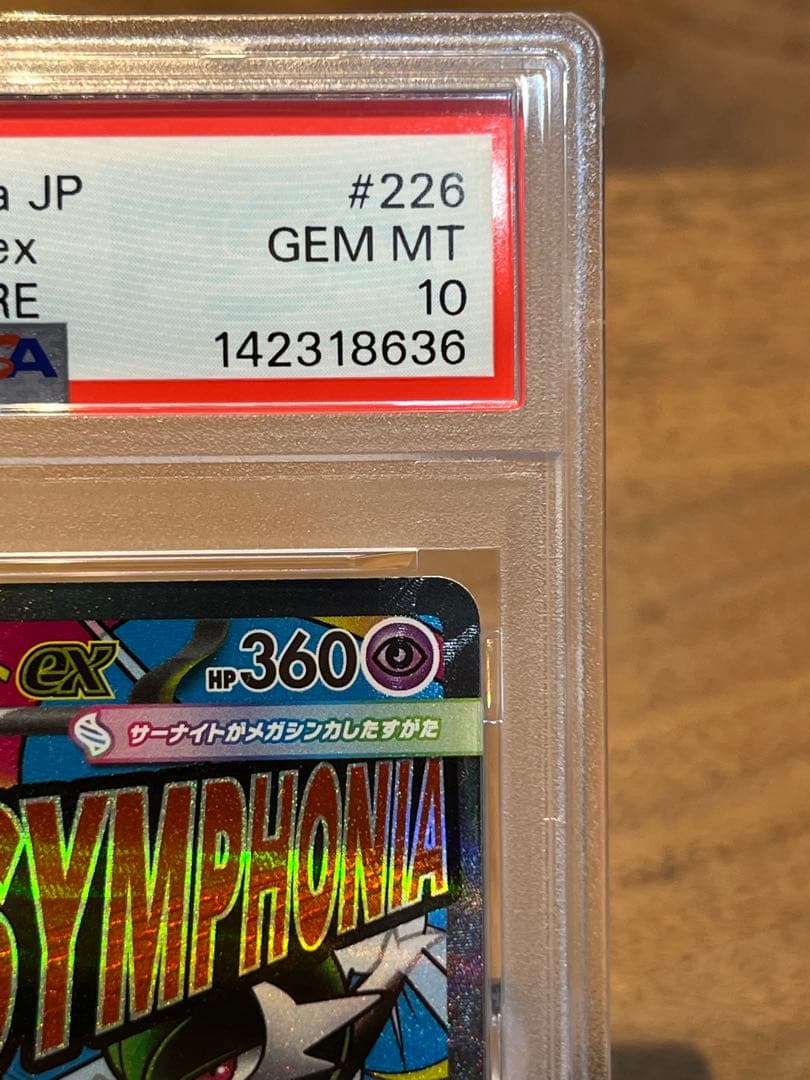 a JP #226
ex GEM MT
RE 10
SA 142318636
ex HP360
サーナイトがメガシンカしたすがた
SYMPHONIA